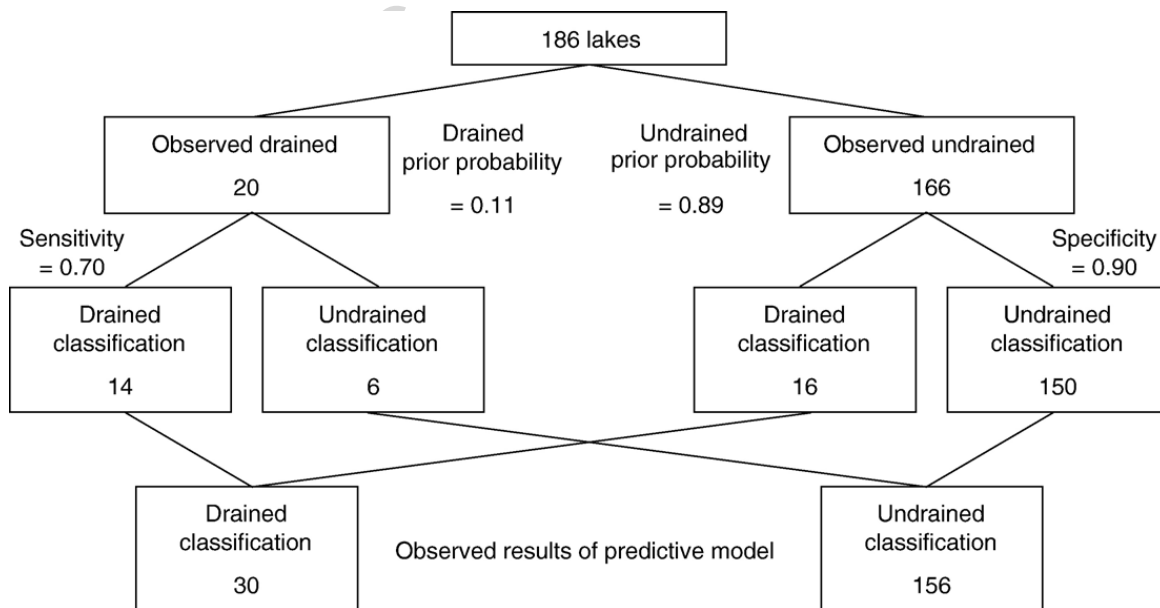 186 lakes
Observed drained
20
Drained
prior probability
= 0.11
Undrained
prior probability
= 0.89
Observed undrained
166
Sensitivity
= 0.70
Specificity
= 0.90
Drained
classification
14
Undrained
classification
6
Drained
classification
16
Undrained
classification
150
Drained
classification
30
Observed results of predictive model
Undrained
classification
156